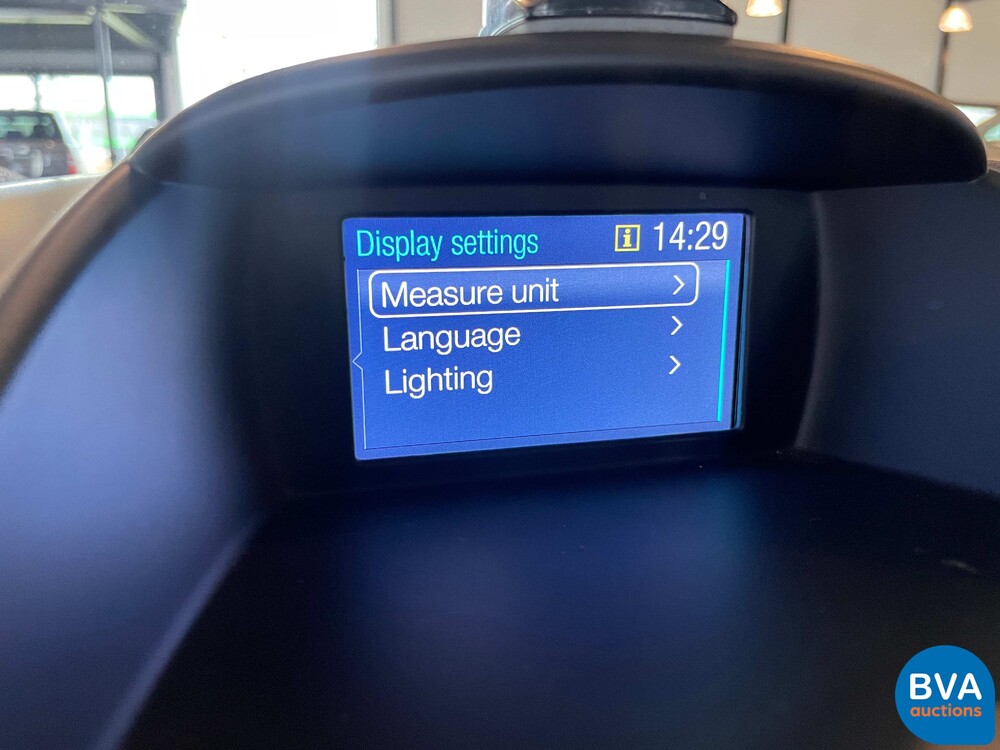 Display settings i 14:29
Measure unit >
Language >
Lighting >
BVA
auctions